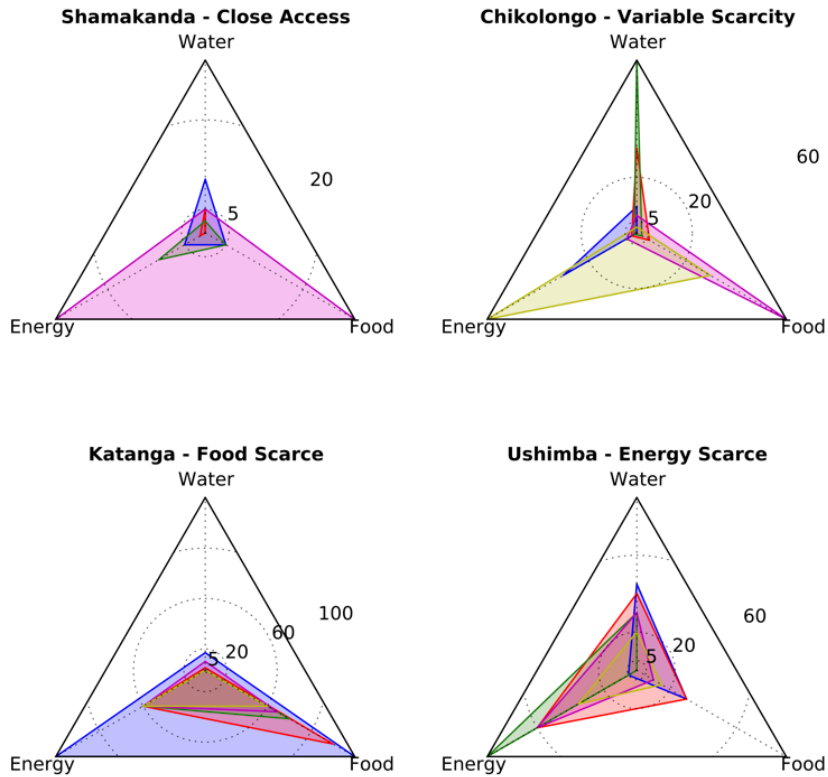 Shamakanda - Close Access
Water
20
5
Energy
Food
Chikolongo - Variable Scarcity
Water
60
20
5
Energy
Food
Katanga - Food Scarce
Water
100
60
20
5
Energy
Food
Ushimba - Energy Scarce
Water
60
20
5
Energy
Food